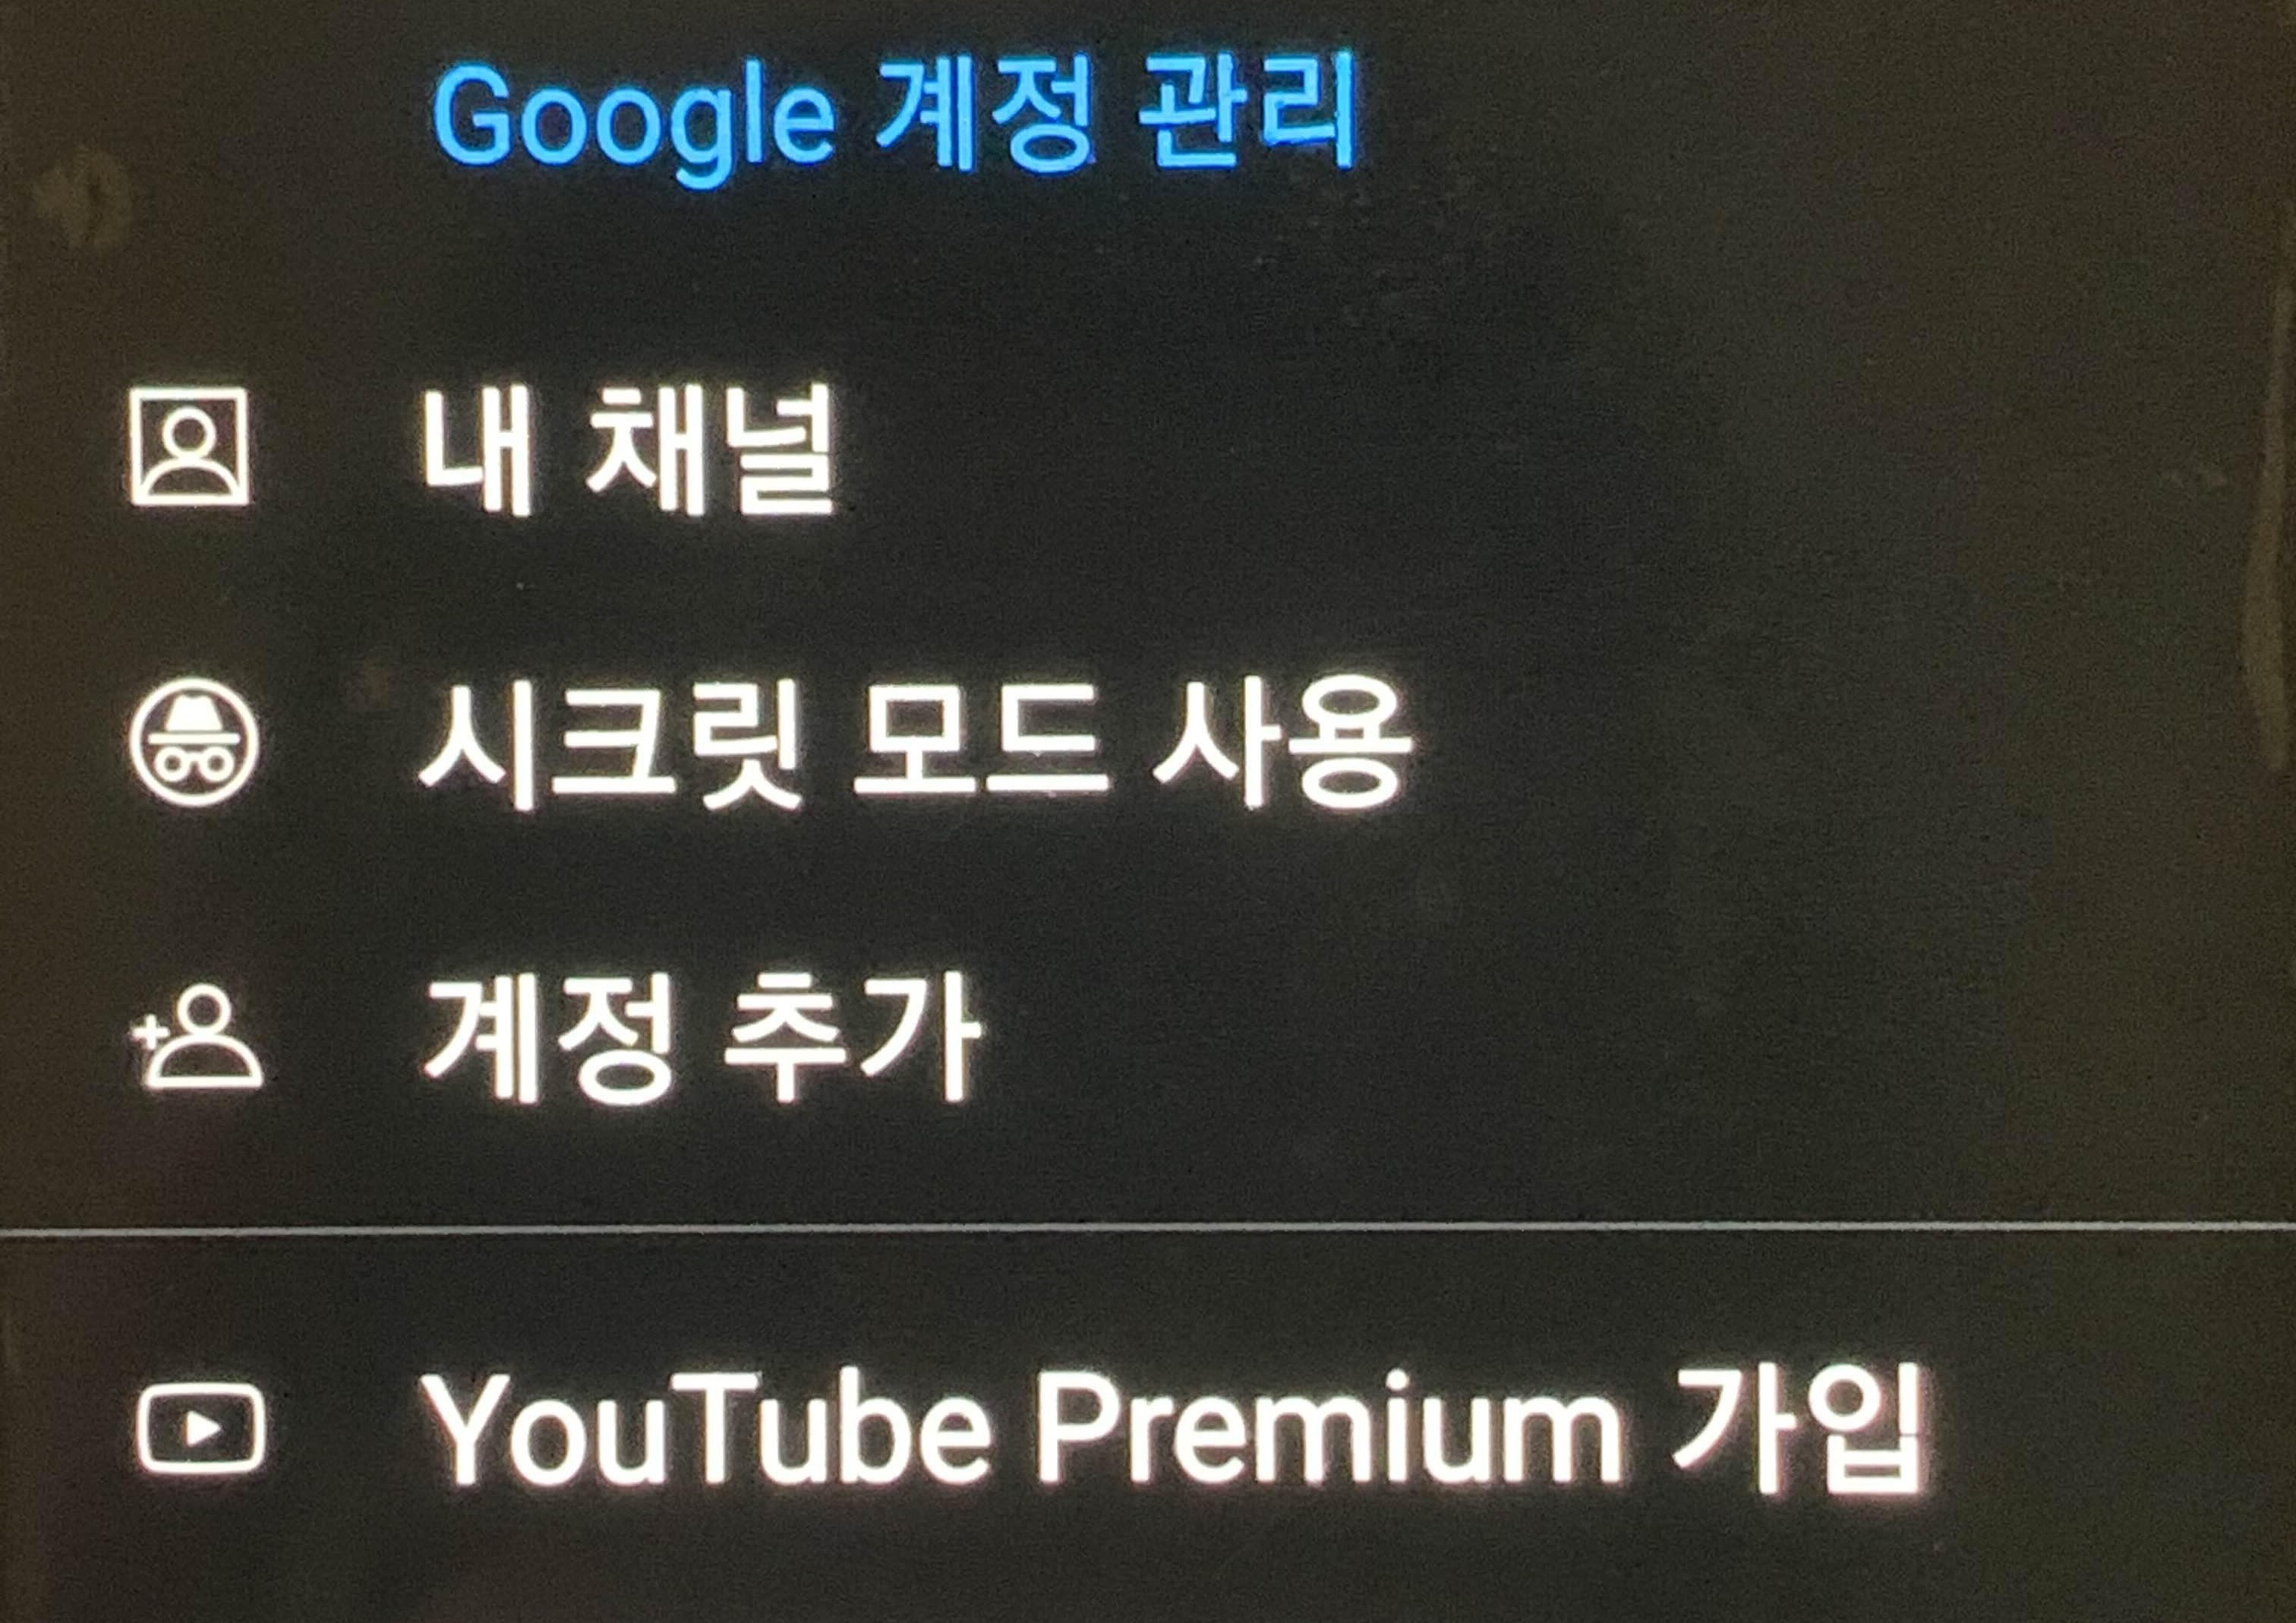 Google 계정 관리
내 채널
시크릿 모드 사용
계정 추가
YouTube Premium 가입